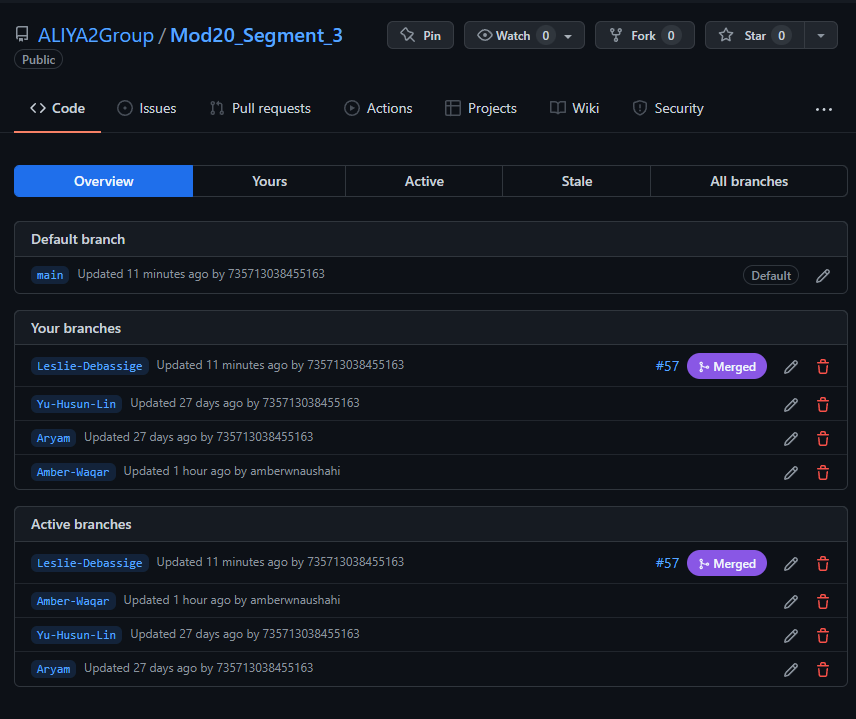 ALIYA2Group / Mod20_Segment_3
Pin
Watch 0
Fork 0
Star 0
Public
Code
Issues
Pull requests
Actions
Projects
Wiki
Security
Overview
Yours
Active
Stale
All branches
Default branch
main Updated 11 minutes ago by 735713038455163 Default
Your branches
Leslie-Debassige Updated 11 minutes ago by 735713038455163 #57 Merged
Yu-Husun-Lin Updated 27 days ago by 735713038455163
Aryam Updated 27 days ago by 735713038455163
Amber-Waqar Updated 1 hour ago by amberwnaushahi
Active branches
Leslie-Debassige Updated 11 minutes ago by 735713038455163 #57 Merged
Amber-Waqar Updated 1 hour ago by amberwnaushahi
Yu-Husun-Lin Updated 27 days ago by 735713038455163
Aryam Updated 27 days ago by 735713038455163